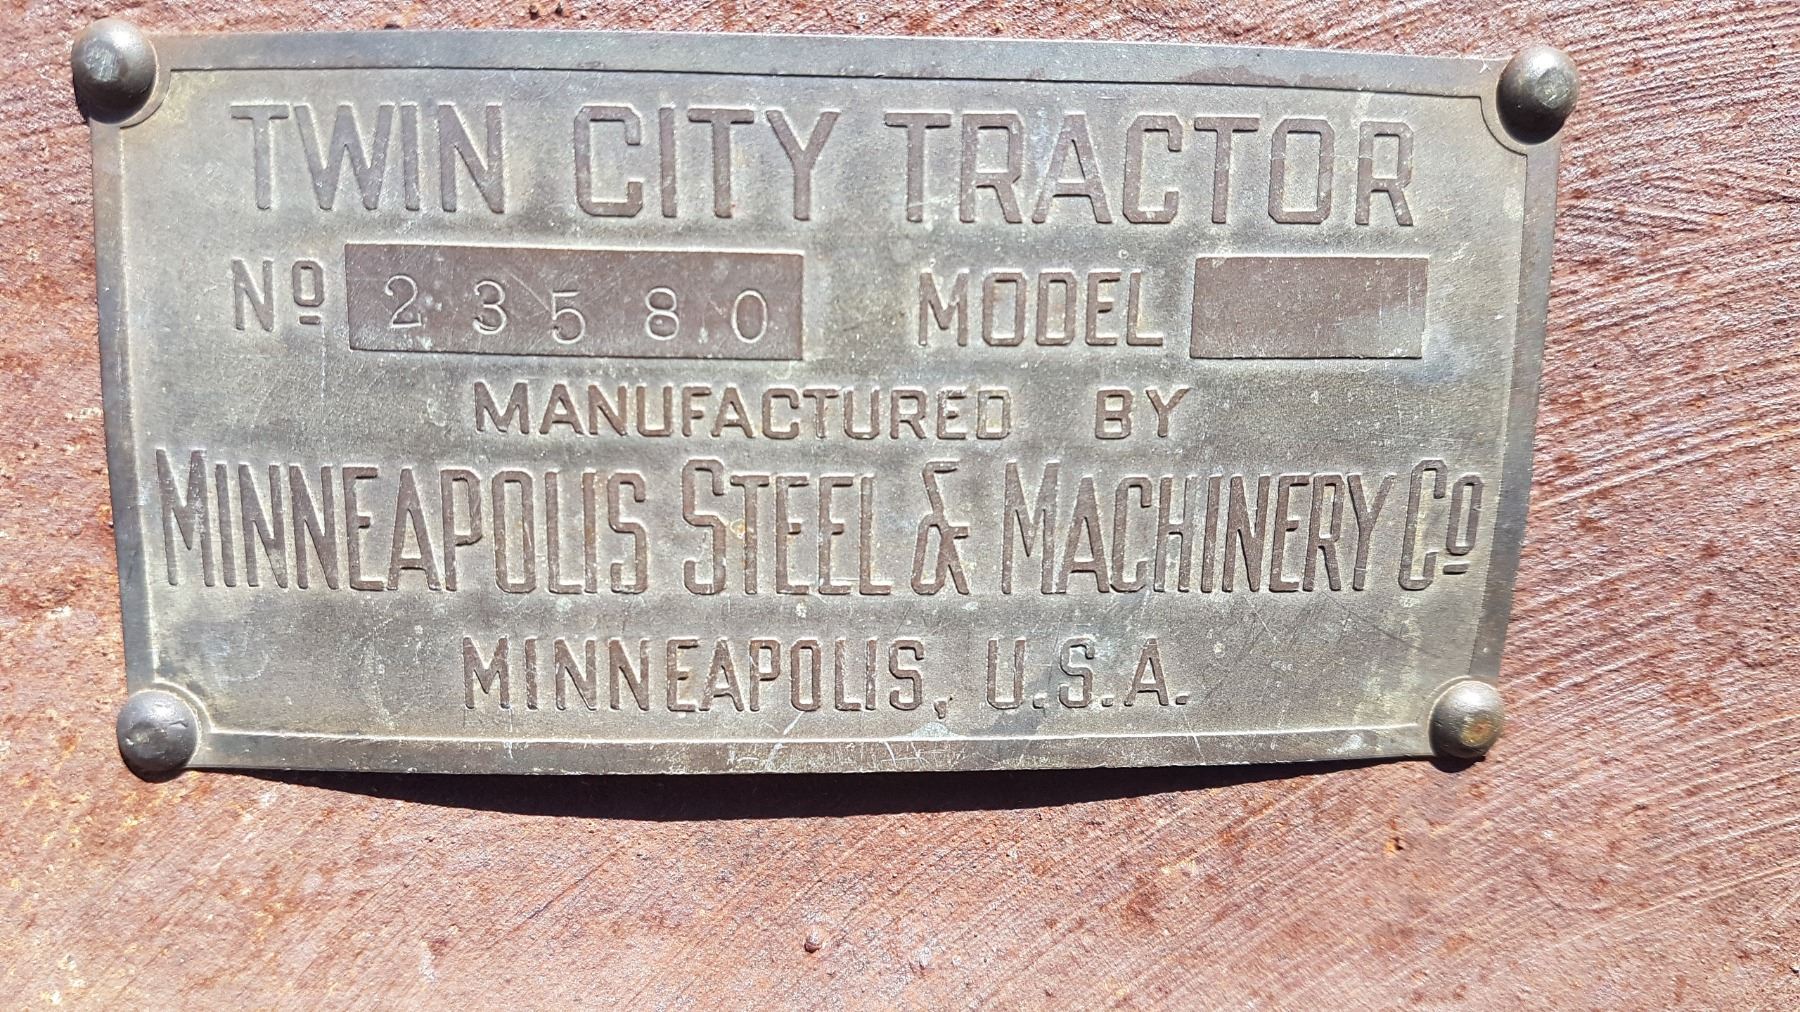 TWIN CITY TRACTOR
Nº 23580 MODEL
MANUFACTURED BY
MINNEAPOLIS STEEL & MACHINERY Cº
MINNEAPOLIS, U.S.A.